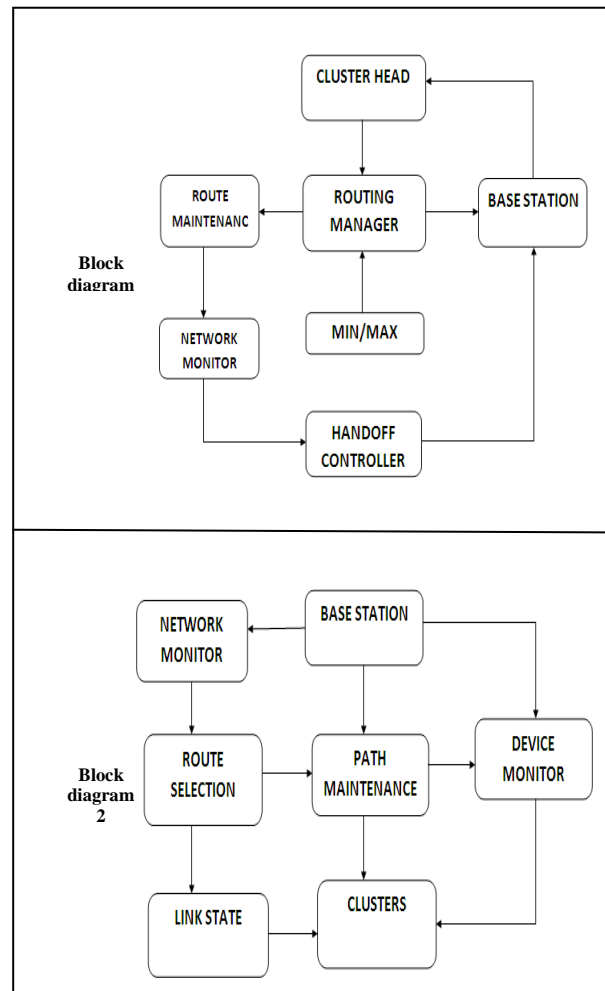 CLUSTER HEAD
ROUTE
MAINTENANC
ROUTING
MANAGER
BASE STATION
Block
diagram
NETWORK
MONITOR
MIN/MAX
HANDOFF
CONTROLLER
NETWORK
MONITOR
BASE STATION
Block
diagram
2
ROUTE
SELECTION
PATH
MAINTENANCE
DEVICE
MONITOR
LINK STATE
CLUSTERS